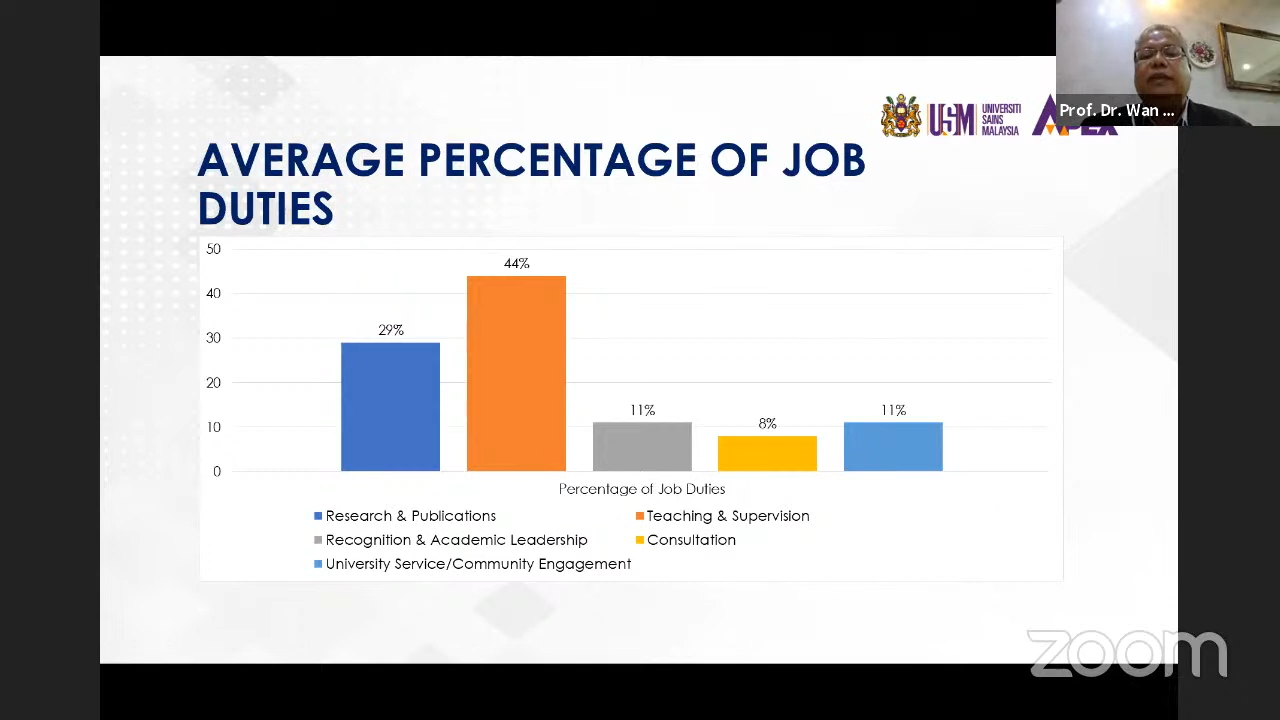 Prof. Dr. Wan ...
USM
UNIVERSITI
SAINS
MALAYSIA
AVERAGE PERCENTAGE OF JOB
DUTIES
50
40
30
20
10
0
29%
44%
11%
8%
11%
Percentage of Job Duties
Research & Publications
Teaching & Supervision
Recognition & Academic Leadership
Consultation
University Service/Community Engagement
zoom